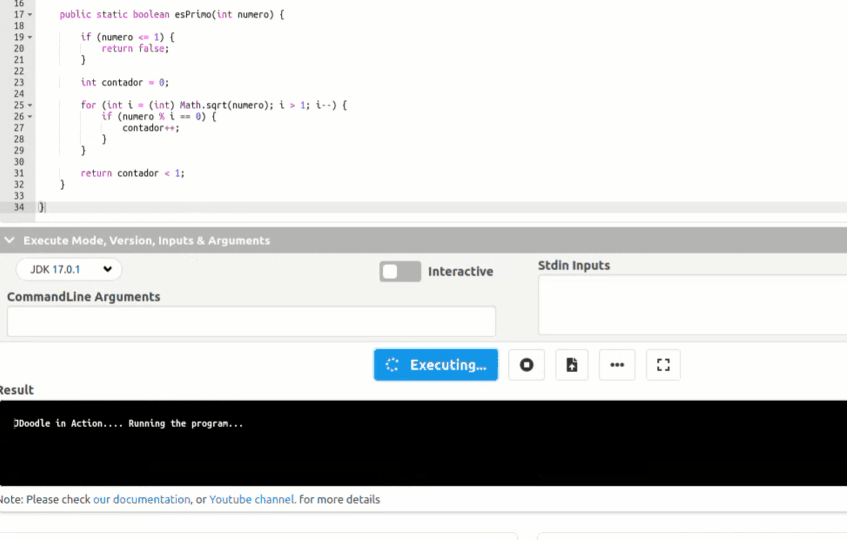 16
17 public static boolean esPrimo(int numero) {
18
19 if (numero <= 1) {
20 return false;
21 }
22
23 int contador = 0;
24
25 for (int i = (int) Math.sqrt(numero); i > 1; i--) {
26 if (numero % i == 0) {
27 contador++;
28 }
29 }
30
31 return contador < 1;
32 }
33
34 }
Execute Mode, Version, Inputs & Arguments
JDK 17.0.1
Interactive
Stdin Inputs
CommandLine Arguments
Executing...
Result
JDoodle in Action.... Running the program...
Note: Please check our documentation, or Youtube channel. for more details